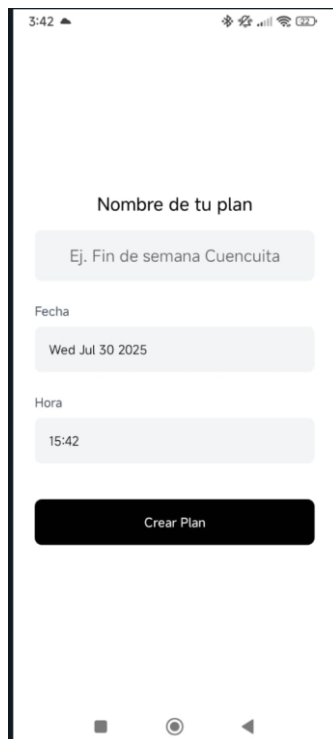 3:42
22
Nombre de tu plan
Ej. Fin de semana Cuencuita
Fecha
Wed Jul 30 2025
Hora
15:42
Crear Plan